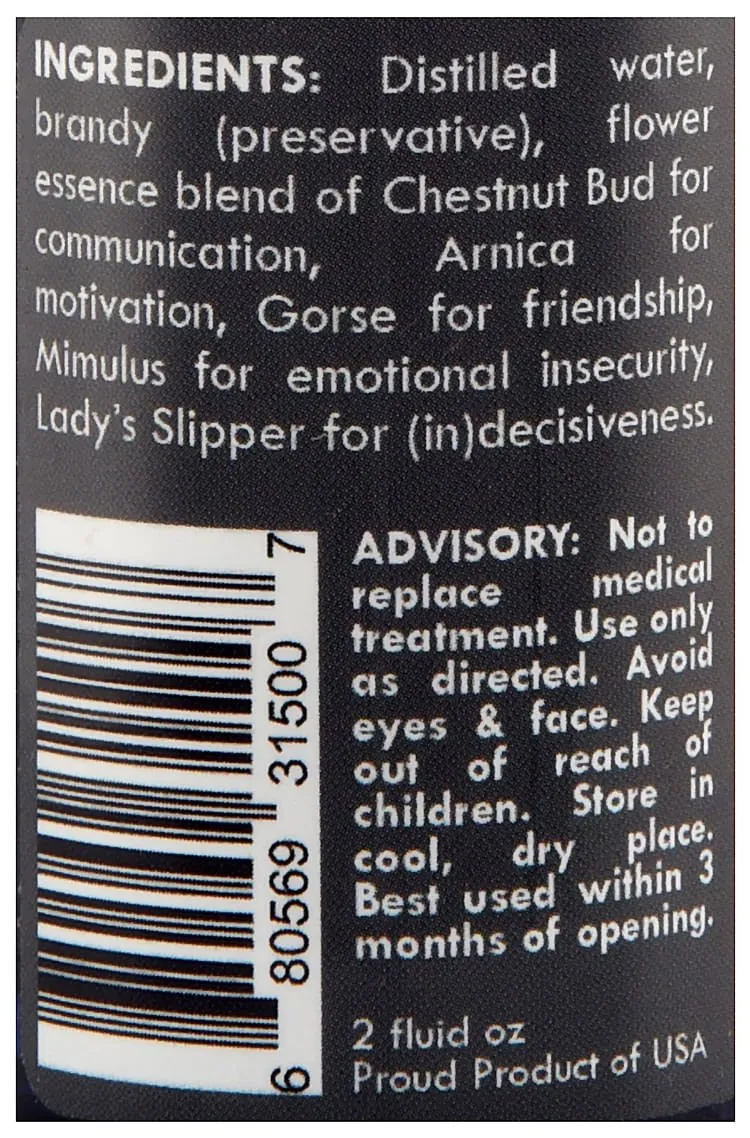 INGREDIENTS: Distilled water,
brandy (preservative), flower
essence blend of Chestnut Bud for
communication, Arnica for
motivation, Gorse for friendship,
Mimulus for emotional insecurity,
Lady's Slipper for (in)decisiveness.
6 80569 31500 7
ADVISORY: Not to
replace medical
treatment. Use only
as directed. Avoid
eyes & face. Keep
out of reach of
children. Store in
cool, dry place.
Best used within 3
months of opening.
2 fluid oz
Proud Product of USA